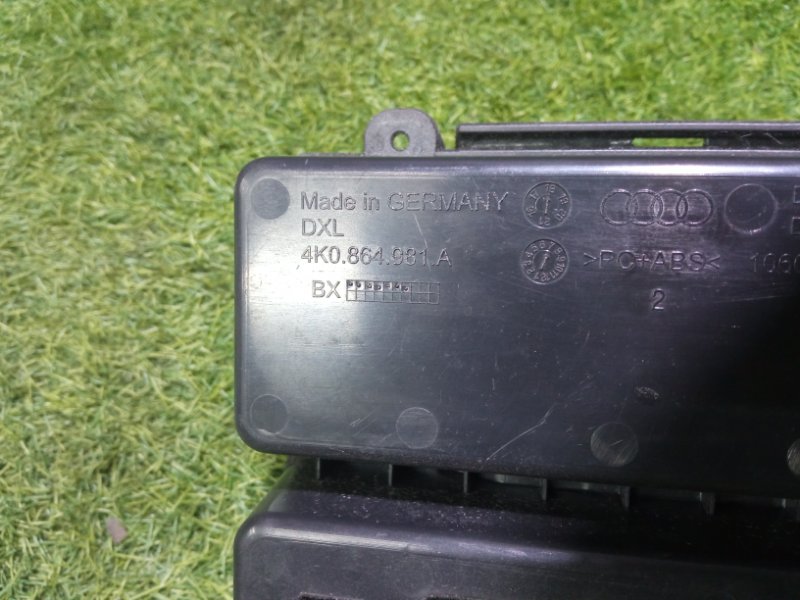 Made in GERMANY
DXL
4K0.864.981.A
>PC+ABS<
BX
2